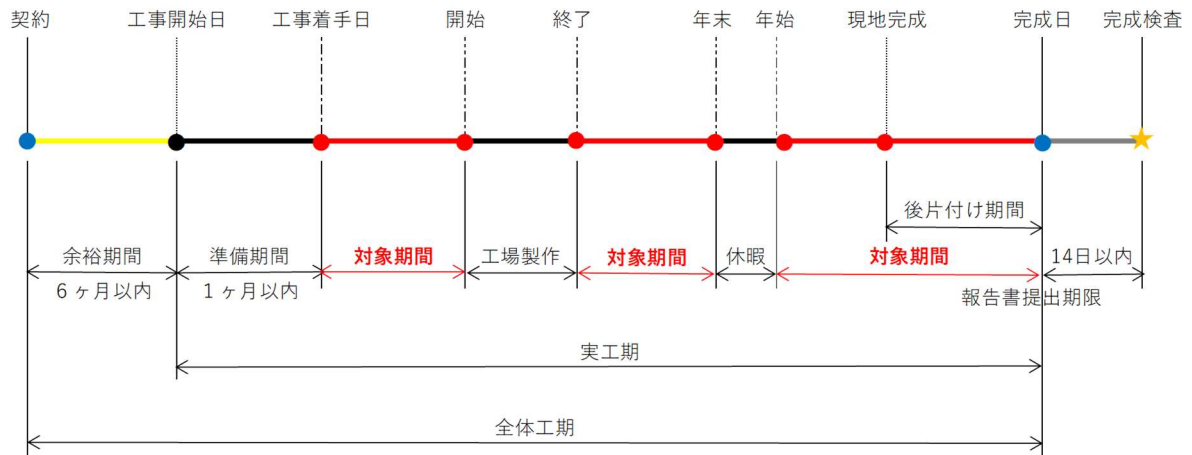 契約 工事開始日 工事着手日 開始 終了 年末 年始 現地完成 完成日 完成検査
後片付け期間
余裕期間 準備期間 対象期間 工場製作 対象期間 休暇 対象期間 14日以内
6ヶ月以内 1ヶ月以内 報告書提出期限
実工期
全体工期